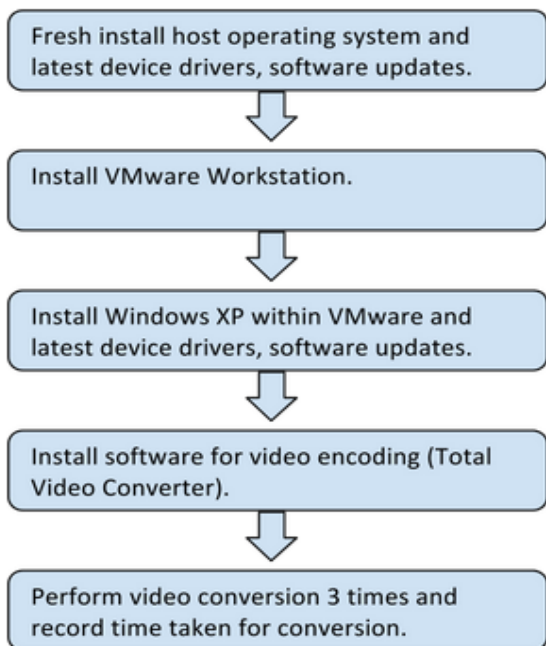 Fresh install host operating system and
latest device drivers, software updates.
Install VMware Workstation.
Install Windows XP within VMware and
latest device drivers, software updates.
Install software for video encoding (Total
Video Converter).
Perform video conversion 3 times and
record time taken for conversion.